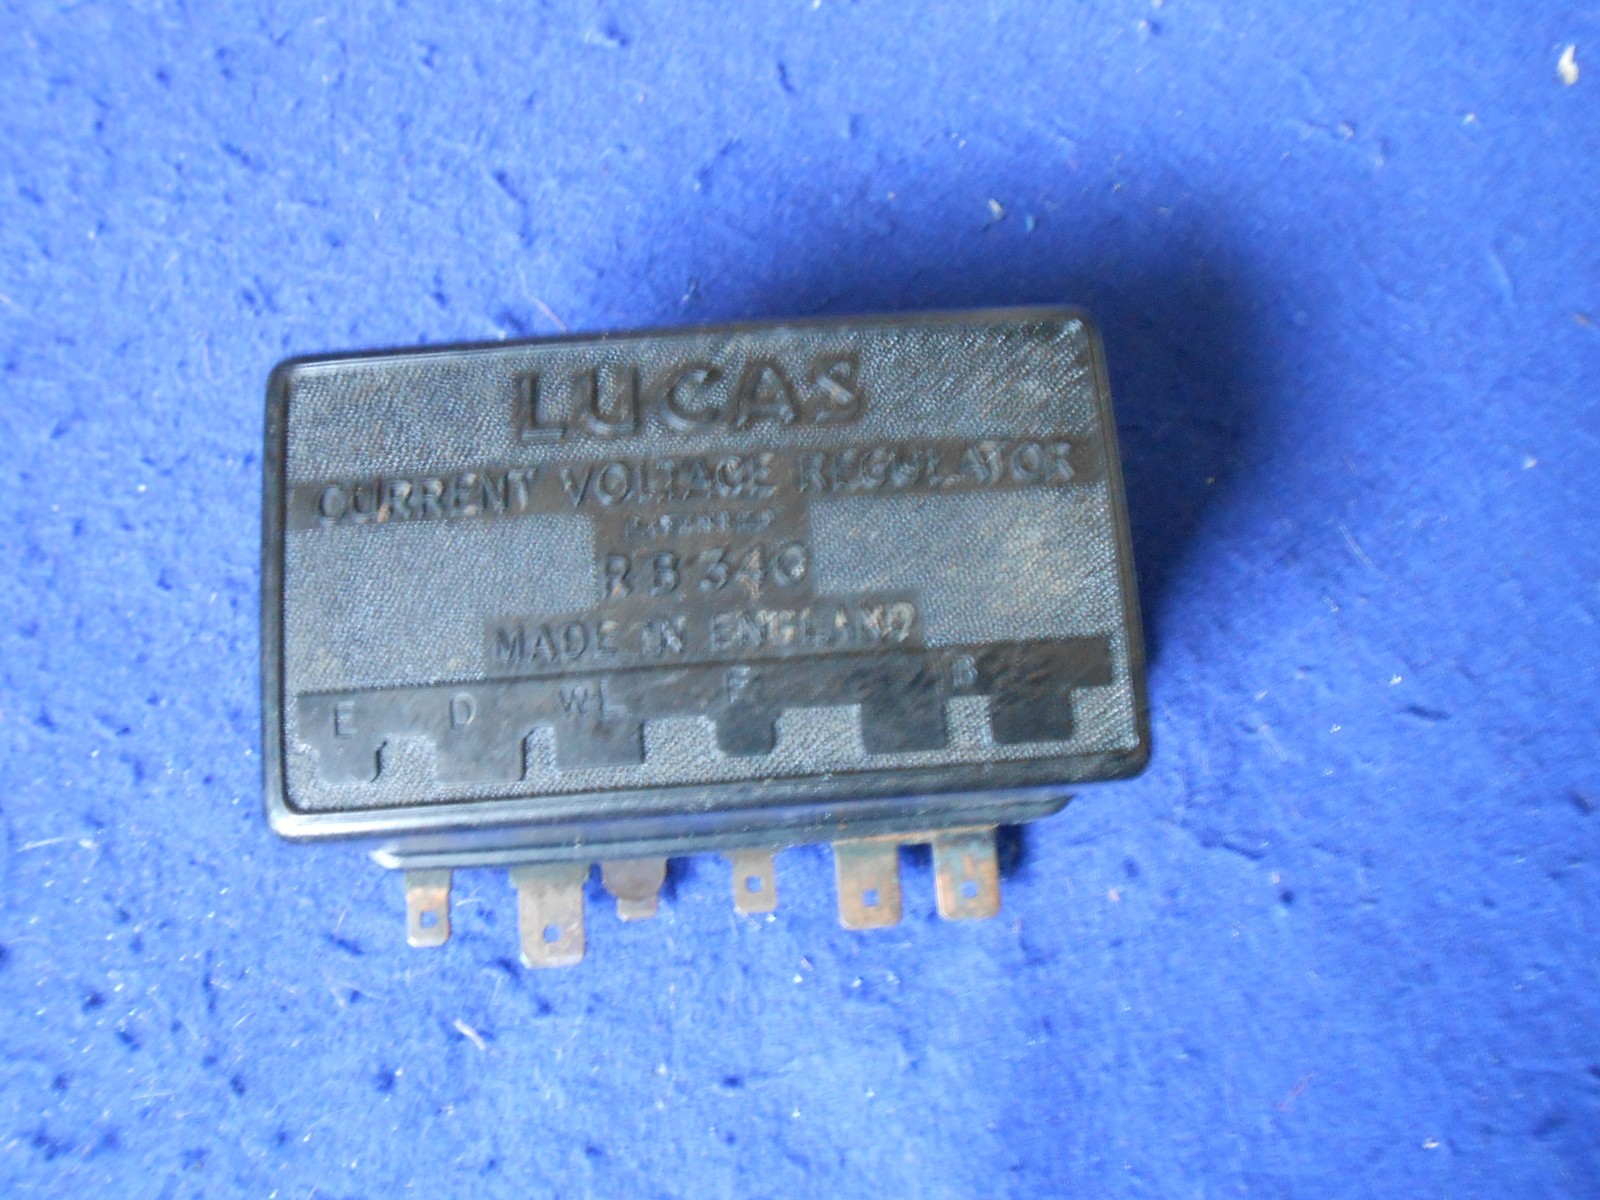 LUCAS
CURRENT VOLTAGE REGULATOR
RB340
MADE IN ENGLAND
E D WL F B